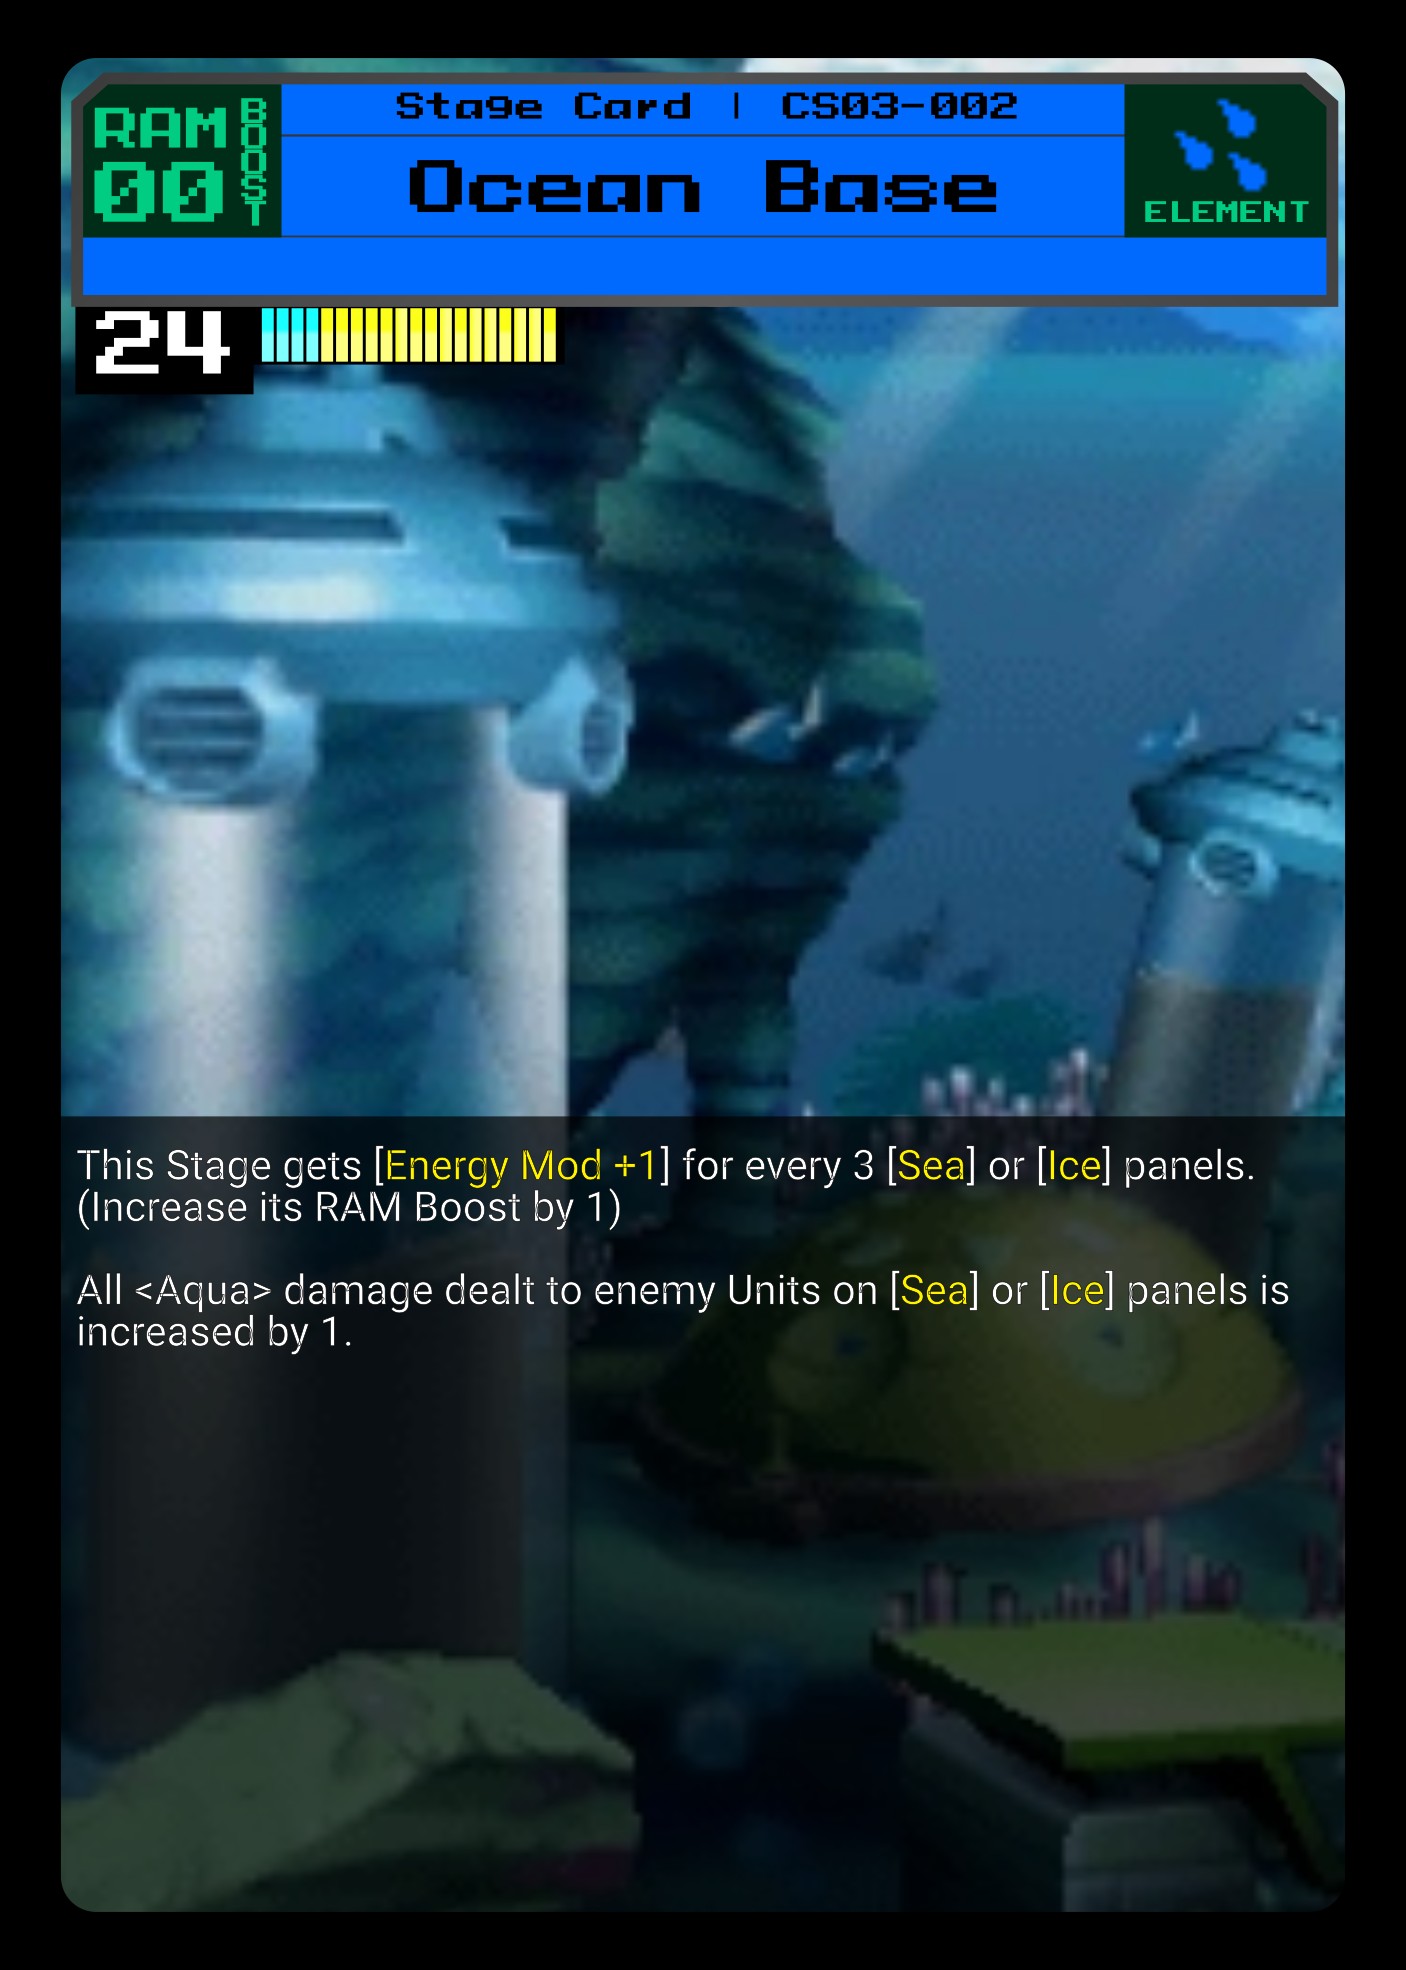 Stage Card | CS03-002
RAM
00
BOOST
Ocean Base
ELEMENT
24
This Stage gets [Energy Mod +1] for every 3 [Sea] or [Ice] panels.
(Increase its RAM Boost by 1)
All <Aqua> damage dealt to enemy Units on [Sea] or [Ice] panels is
increased by 1.